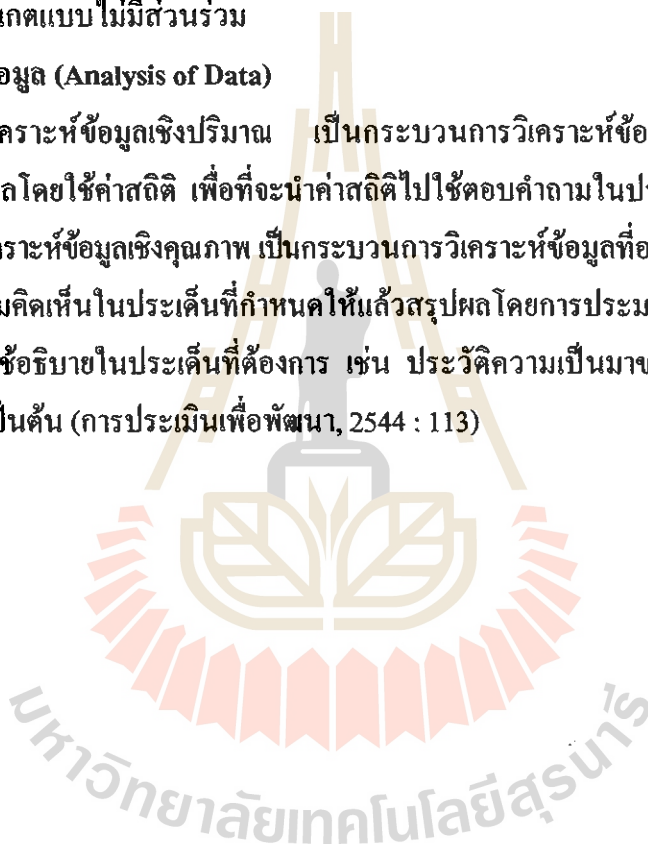 นกตแบบไม่มีส่วนร่วม
อมูล (Analysis of Data)
คราะห์ข้อมูลเชิงปริมาณ เป็นกระบวนการวิเคราะห์ข้อ
ลโดยใช้ค่าสถิติ เพื่อที่จะนำค่าสถิติไปใช้ตอบคำถามในประ
คราะห์ข้อมูลเชิงคุณภาพ เป็นกระบวนการวิเคราะห์ข้อมูลที่อ
มคิดเห็นในประเด็นที่กำหนดให้แล้วสรุปผลโดยการประม
ช้อธิบายในประเด็นที่ต้องการ เช่น ประวัติความเป็นมาข
ป็นต้น (การประเมินเพื่อพัฒนา, 2544 : 113)
มหาวิทยาลัยเทคโนโลยีสุรนารี